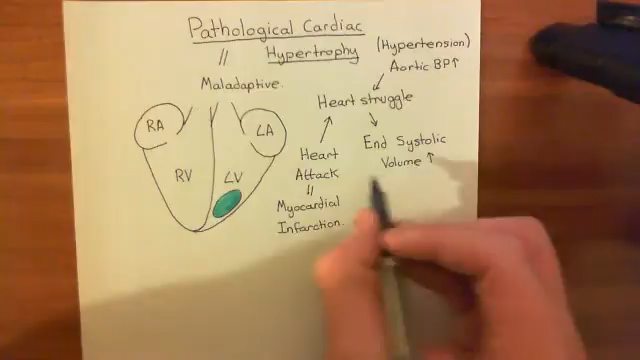 Pathological Cardiac
Hypertrophy
=
Maladaptive.
(Hypertension)
Aortic BP↑
Heart struggle
End Systolic
Volume ↑
Heart
Attack
=
Myocardial
Infarction.
RA
LA
RV
LV